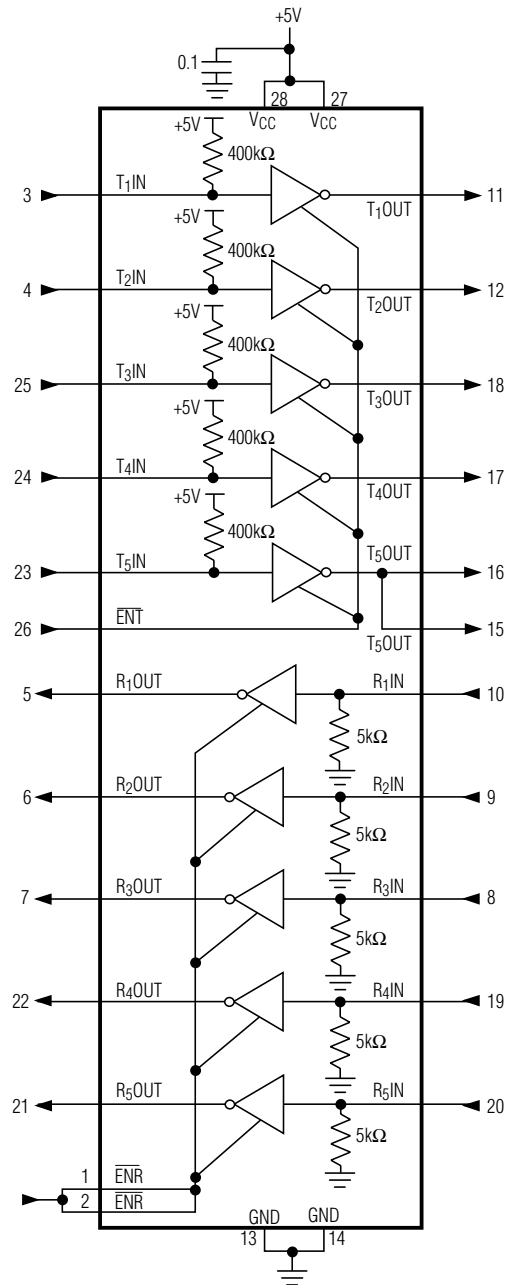 +5V
0.1
28 27
VCC VCC
+5V
400kΩ
3 T1IN T1OUT 11
+5V
400kΩ
4 T2IN T2OUT 12
+5V
400kΩ
25 T3IN T3OUT 18
+5V
400kΩ
24 T4IN T4OUT 17
+5V
400kΩ
23 T5IN T5OUT 16
26 ENT T5OUT 15
5 R1OUT R1IN 10
5kΩ
6 R2OUT R2IN 9
5kΩ
7 R3OUT R3IN 8
5kΩ
22 R4OUT R4IN 19
5kΩ
21 R5OUT R5IN 20
5kΩ
1 ENR
2 ENR
GND GND
13 14